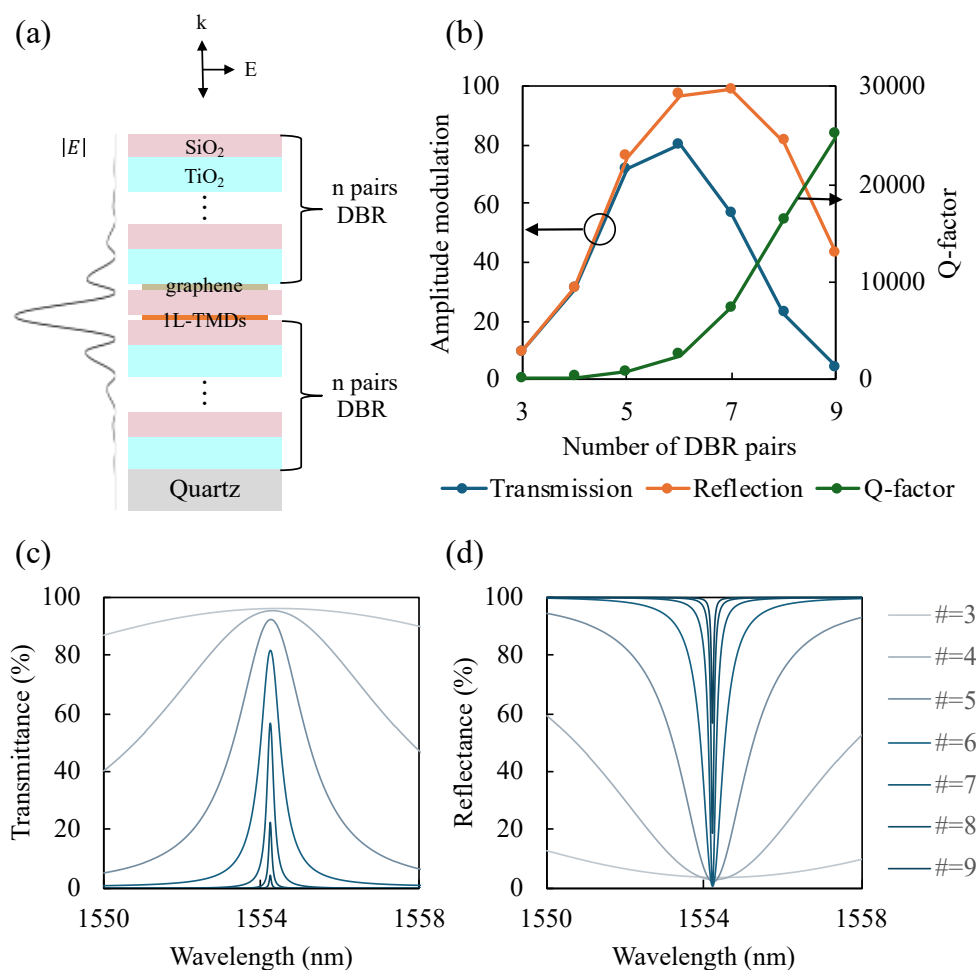 (a)
k
E
|E|
SiO₂
TiO₂
⋮
n pairs
DBR
graphene
1L-TMDs
⋮
n pairs
DBR
Quartz
(b)
100
80
60
40
20
0
Amplitude modulation
30000
20000
10000
0
Q-factor
3 5 7 9
Number of DBR pairs
Transmission Reflection Q-factor
(c)
100
80
60
40
20
0
Transmittance (%)
1550 1554 1558
Wavelength (nm)
(d)
100
80
60
40
20
0
Reflectance (%)
1550 1554 1558
Wavelength (nm)
#=3
#=4
#=5
#=6
#=7
#=8
#=9